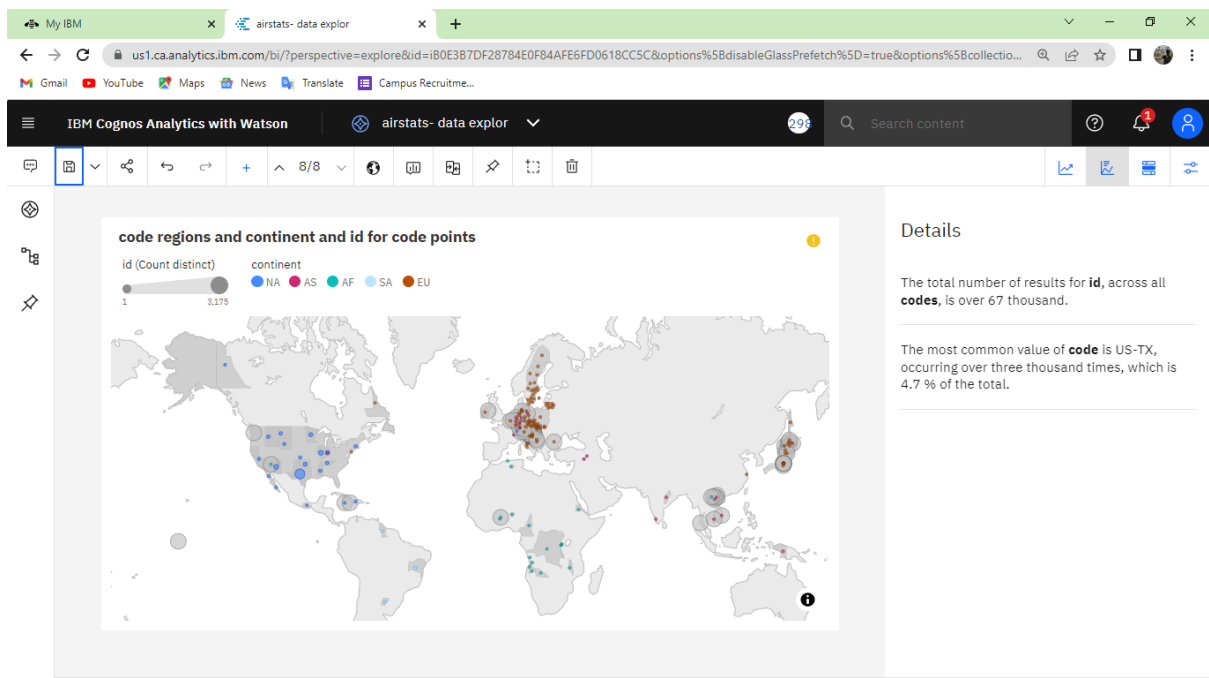 My IBM
airstats- data explor
us1.ca.analytics.ibm.com/bi/?perspective=explore&id=iB0E3B7DF28784E0F84AFE6FD0618CC5C&options%5BdisableGlassPrefetch%5D=true&options%5Bcollectio...
Gmail YouTube Maps News Translate Campus Recruitme...
IBM Cognos Analytics with Watson airstats- data explor 298 Search content 1
8/8
code regions and continent and id for code points
id (Count distinct) continent
NA AS AF SA EU
1 3,175
Details
The total number of results for id, across all
codes, is over 67 thousand.
The most common value of code is US-TX,
occurring over three thousand times, which is
4.7 % of the total.